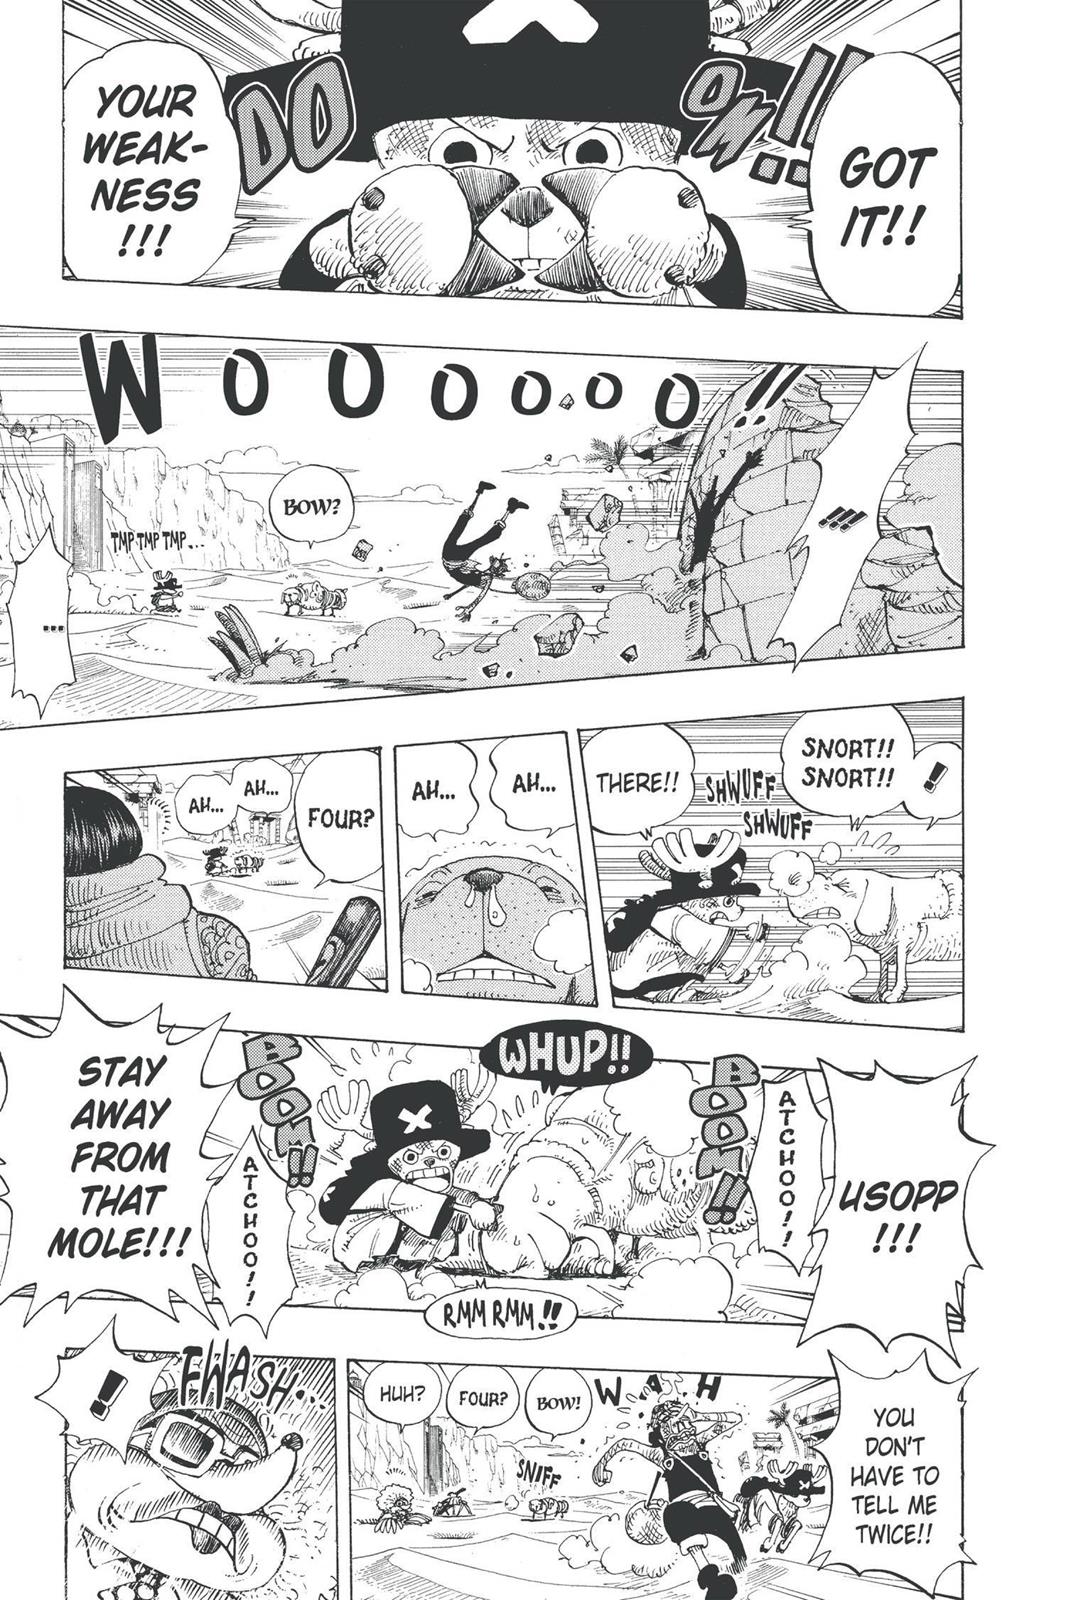 GOT
IT!!
DO
OM!!
YOUR
WEAK-
NESS
!!!
WOOOOOOO!!
!!!
BOW?
TMP TMP TMP...
...
SNORT!!
SNORT!!
!
SHWUFF
SHWUFF
THERE!!
AH...
AH...
FOUR?
AH...
AH...
USOPP
!!!
ATCHOO!!
BOOM!!
WHUP!!
RMM RMM!!
BOOM!!
ATCHOO!!
STAY
AWAY
FROM
THAT
MOLE!!!
YOU
DON'T
HAVE TO
TELL ME
TWICE!!
BOW!
FOUR?
HUH?
SNIFF
FWASH...
!